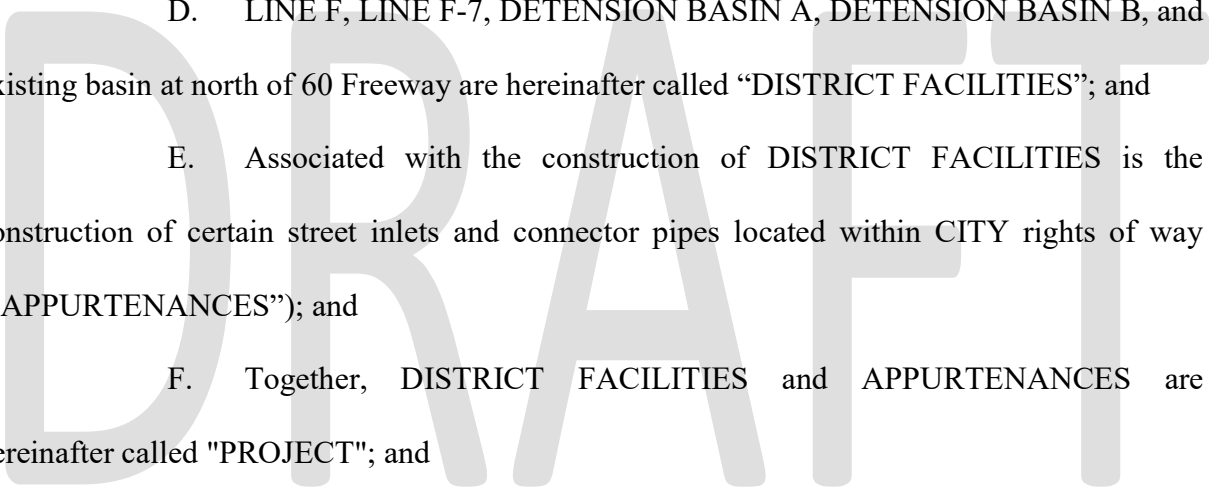 D. LINE F, LINE F-7, DETENSION BASIN A, DETENSION BASIN B, and
xisting basin at north of 60 Freeway are hereinafter called “DISTRICT FACILITIES”; and
E. Associated with the construction of DISTRICT FACILITIES is the
onstruction of certain street inlets and connector pipes located within CITY rights of way
APPURTENANCES”); and
F. Together, DISTRICT FACILITIES and APPURTENANCES are
ereinafter called "PROJECT"; and
DRAFT